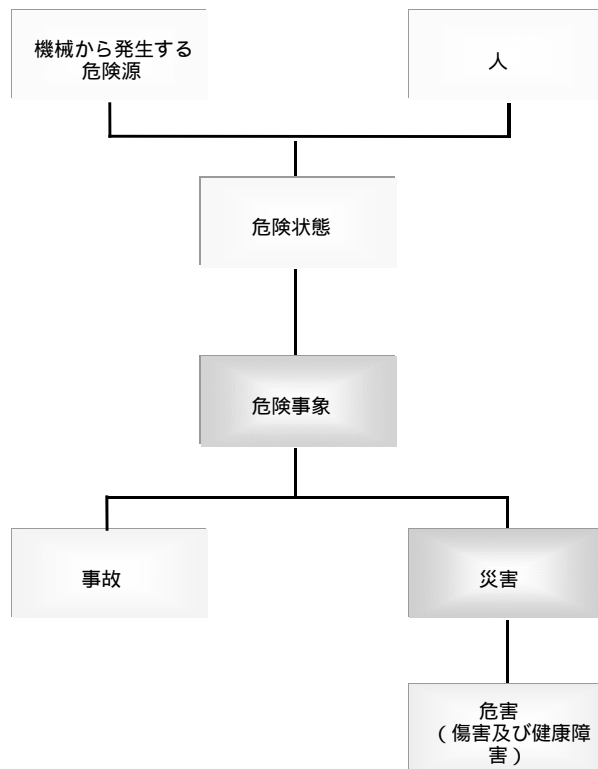 機械から発生する
危険源
人
危険状態
危険事象
事故
災害
危害
(傷害及び健康障
害)